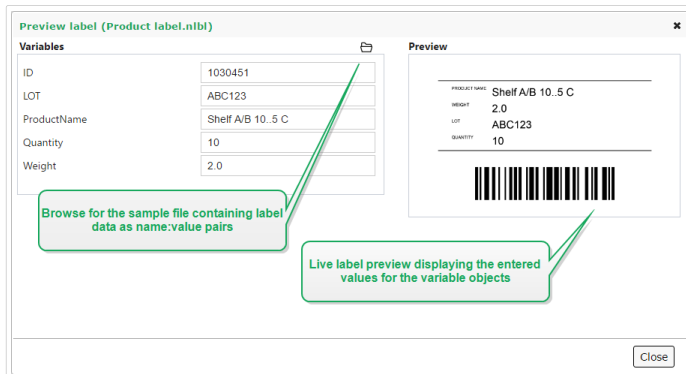 Preview label (Product label.nlbl)
Variables
ID 1030451
LOT ABC123
ProductName Shelf A/B 10..5 C
Quantity 10
Weight 2.0
Browse for the sample file containing label
data as name:value pairs
Preview
PRODUCT NAME Shelf A/B 10..5 C
WEIGHT 2.0
LOT ABC123
QUANTITY 10
Live label preview displaying the entered
values for the variable objects
Close